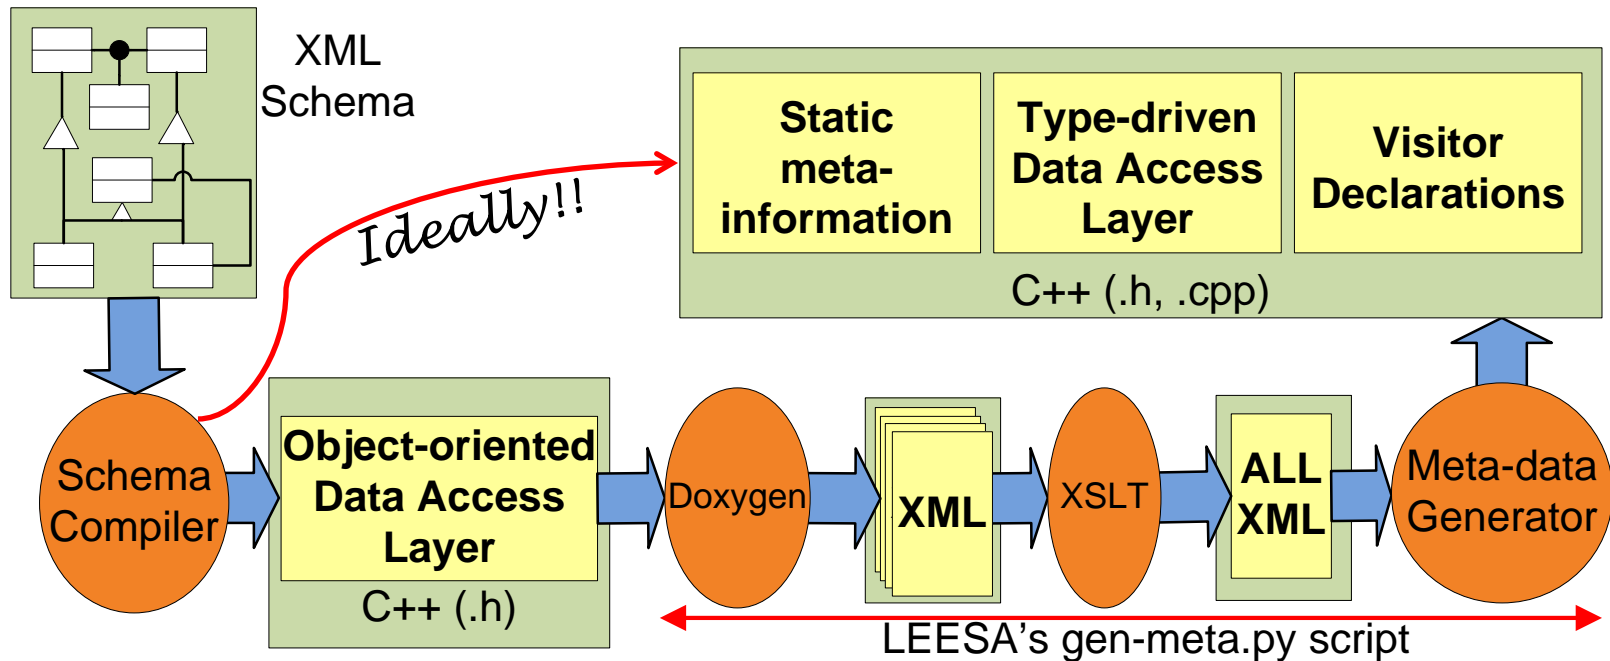 XML
Schema
Ideally!!
Static
meta-
information
Type-driven
Data Access
Layer
Visitor
Declarations
C++ (.h, .cpp)
Schema
Compiler
Object-oriented
Data Access
Layer
C++ (.h)
Doxygen
XML
XSLT
ALL
XML
Meta-data
Generator
LEESA's gen-meta.py script